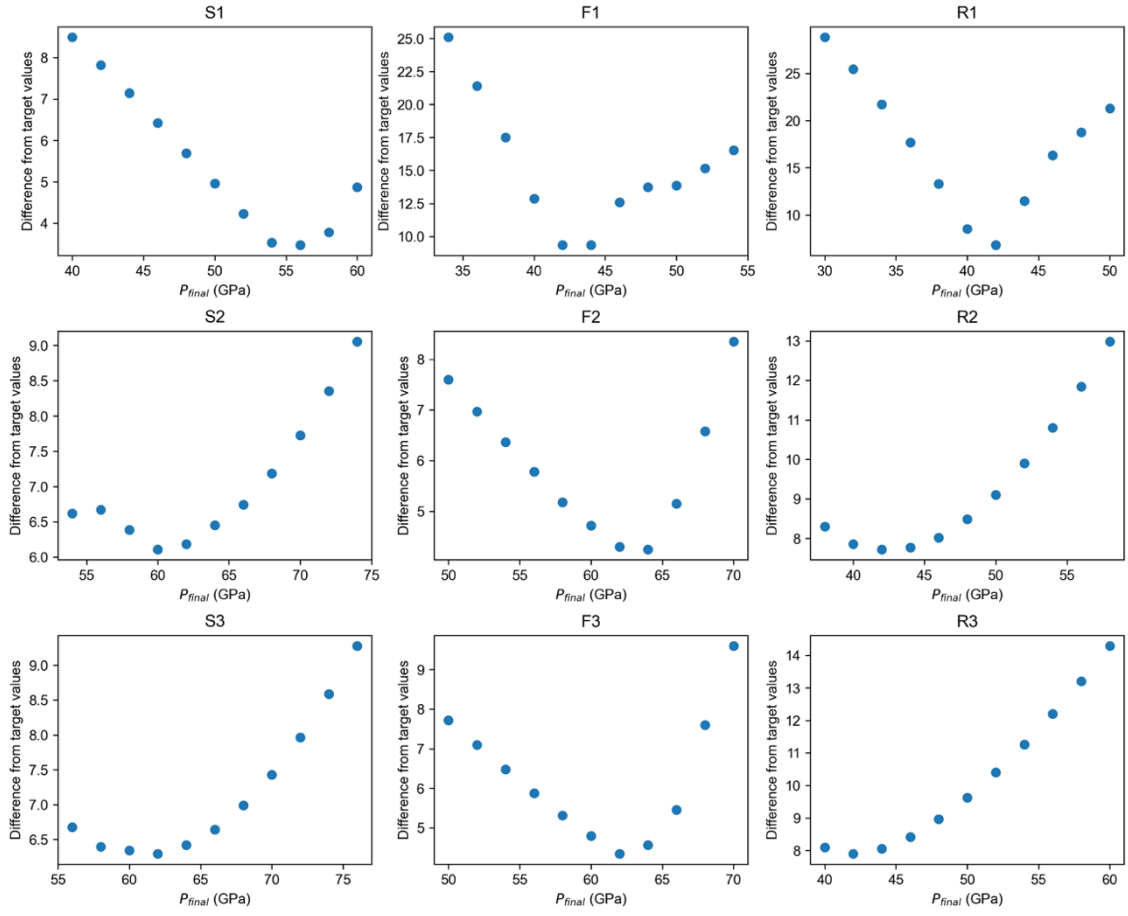 S1
Difference from target values
8
7
6
5
4
40 45 50 55 60
P_final (GPa)
F1
Difference from target values
25.0
22.5
20.0
17.5
15.0
12.5
10.0
35 40 45 50 55
P_final (GPa)
R1
Difference from target values
25
20
15
10
30 35 40 45 50
P_final (GPa)
S2
Difference from target values
9.0
8.5
8.0
7.5
7.0
6.5
6.0
55 60 65 70 75
P_final (GPa)
F2
Difference from target values
8
7
6
5
50 55 60 65 70
P_final (GPa)
R2
Difference from target values
13
12
11
10
9
8
40 45 50 55
P_final (GPa)
S3
Difference from target values
9.0
8.5
8.0
7.5
7.0
6.5
55 60 65 70 75
P_final (GPa)
F3
Difference from target values
9
8
7
6
5
50 55 60 65 70
P_final (GPa)
R3
Difference from target values
14
13
12
11
10
9
8
40 45 50 55 60
P_final (GPa)